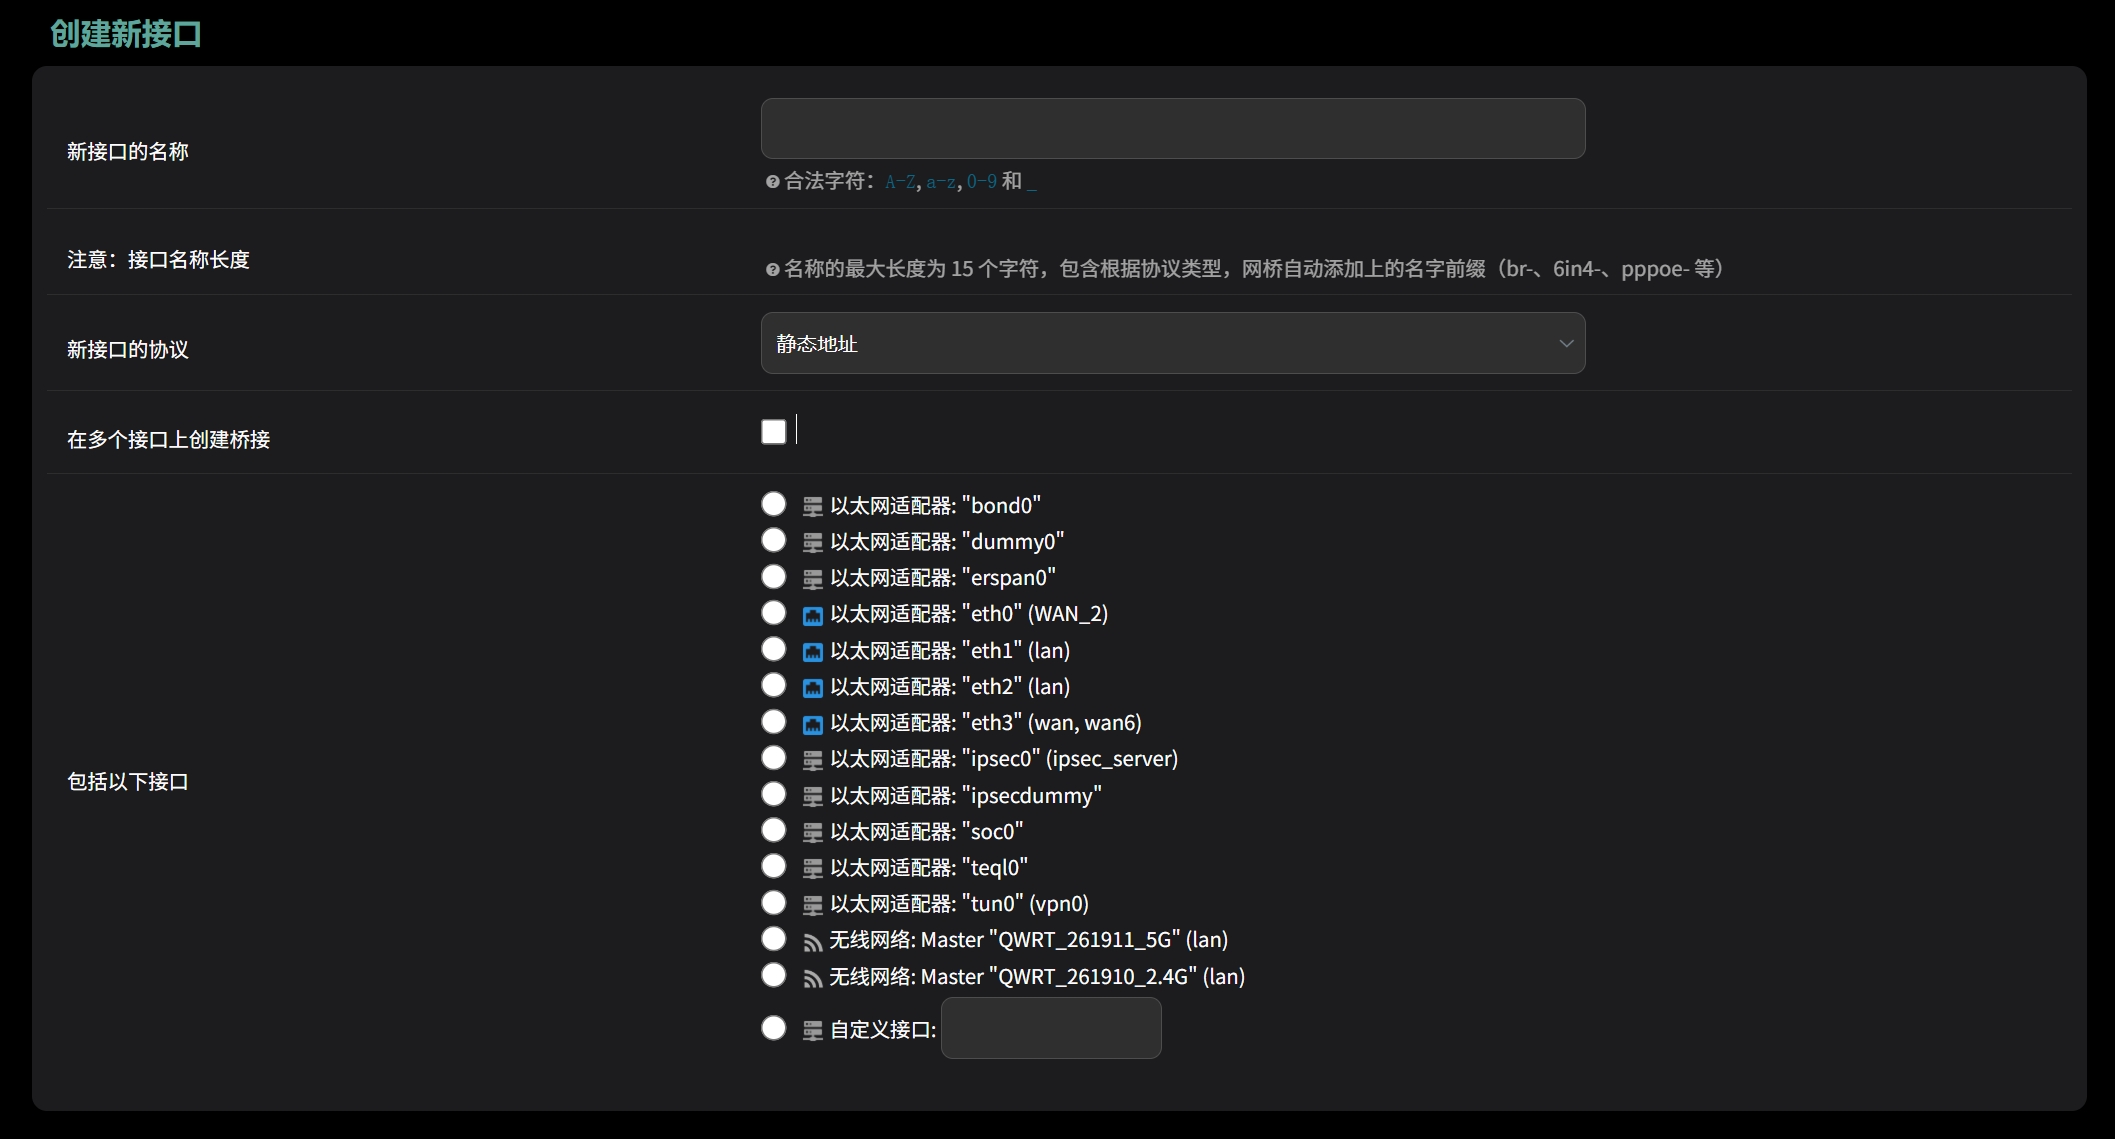 创建新接口
新接口的名称
合法字符：A-Z, a-z, 0-9 和 _
注意：接口名称长度
名称的最大长度为 15 个字符，包含根据协议类型，网桥自动添加上的名字前缀（br-、6in4-、pppoe- 等）
新接口的协议
静态地址
在多个接口上创建桥接
包括以下接口
以太网适配器: "bond0"
以太网适配器: "dummy0"
以太网适配器: "erspan0"
以太网适配器: "eth0" (WAN_2)
以太网适配器: "eth1" (lan)
以太网适配器: "eth2" (lan)
以太网适配器: "eth3" (wan, wan6)
以太网适配器: "ipsec0" (ipsec_server)
以太网适配器: "ipsecdummy"
以太网适配器: "soc0"
以太网适配器: "teql0"
以太网适配器: "tun0" (vpn0)
无线网络: Master "QWRT_261911_5G" (lan)
无线网络: Master "QWRT_261910_2.4G" (lan)
自定义接口: